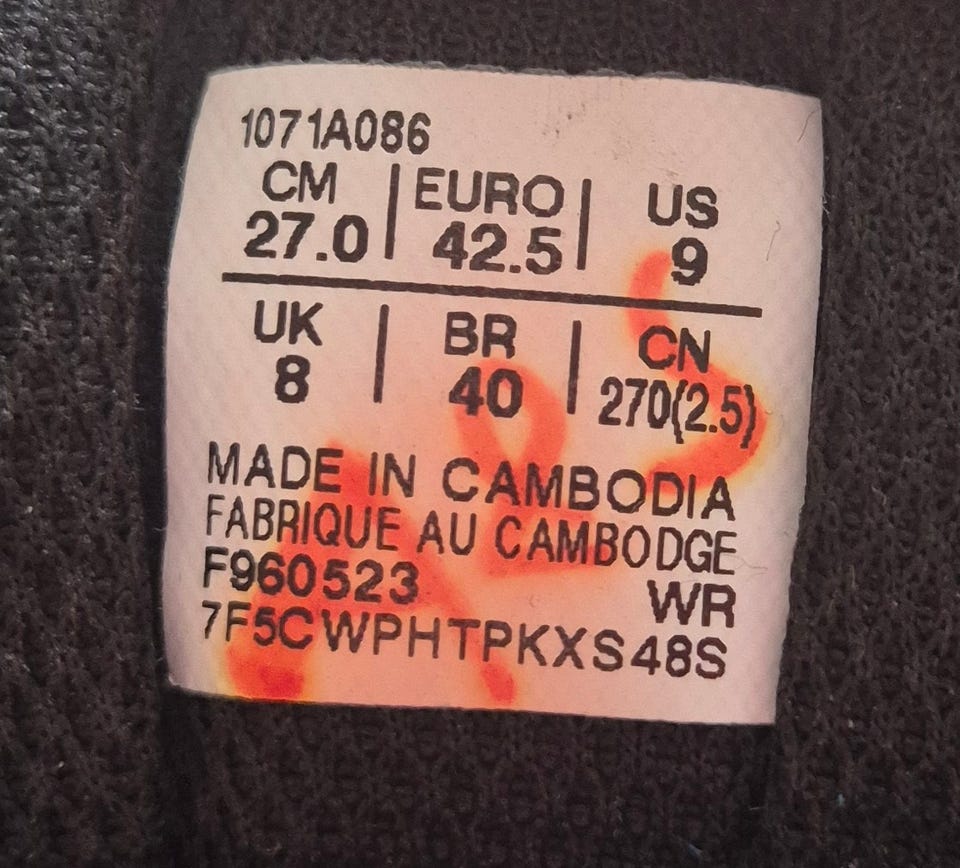 1071A086
CM | EURO | US
27.0 | 42.5 | 9
UK | BR | CN
8 | 40 | 270(2.5)
MADE IN CAMBODIA
FABRIQUE AU CAMBODGE
F960523 WR
7F5CWPHTPKXS48S